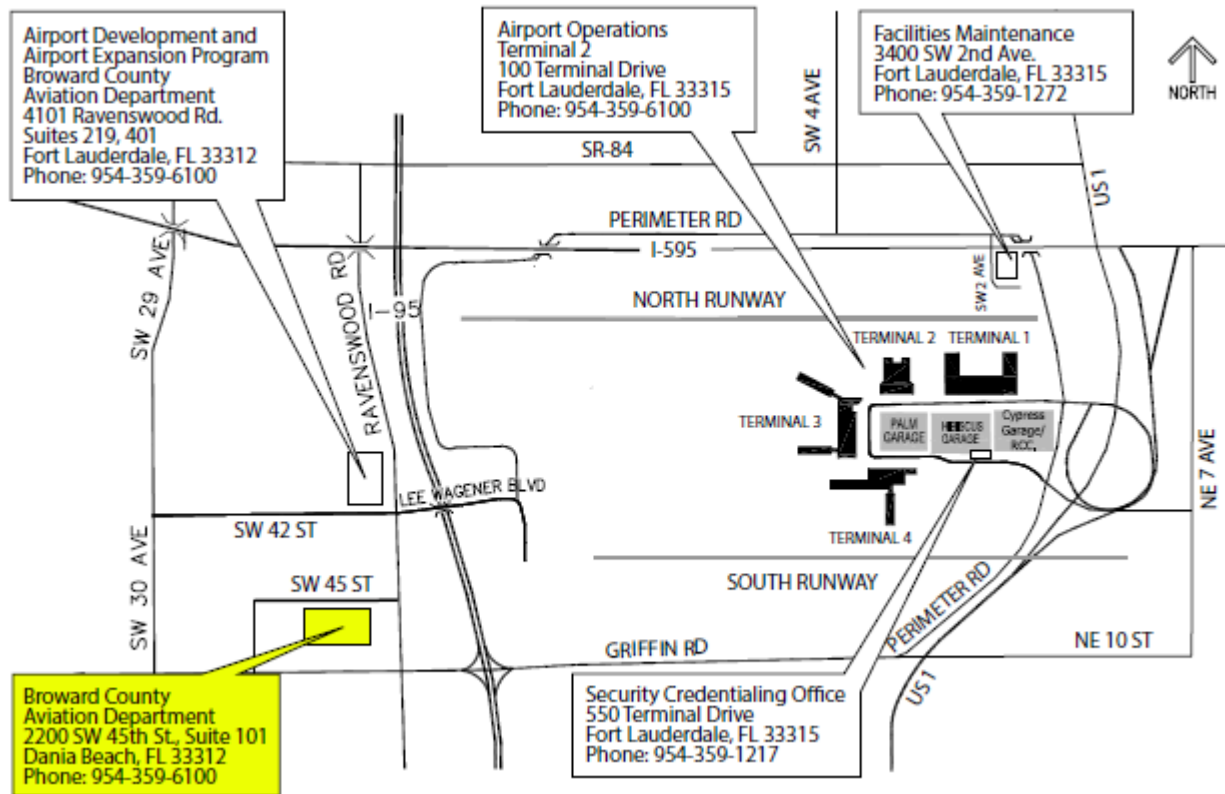 Airport Development and
Airport Expansion Program
Broward County
Aviation Department
4101 Ravenswood Rd.
Suites 219, 401
Fort Lauderdale, FL 33312
Phone: 954-359-6100
Airport Operations
Terminal 2
100 Terminal Drive
Fort Lauderdale, FL 33315
Phone: 954-359-6100
SW 4 AVE
Facilities Maintenance
3400 SW 2nd Ave.
Fort Lauderdale, FL 33315
Phone: 954-359-1272
NORTH
SR-84
US 1
PERIMETER RD
I-595
SW 29 AVE
RAVENSWOOD RD
I-95
SW 2 AVE
NORTH RUNWAY
TERMINAL 2
TERMINAL 1
TERMINAL 3
PALM
GARAGE
HIBISCUS
GARAGE
Cypress
Garage/
RCC.
NE 7 AVE
LEE WAGENER BLVD
SW 42 ST
TERMINAL 4
SW 30 AVE
SW 45 ST
SOUTH RUNWAY
PERIMETER RD
GRIFFIN RD
NE 10 ST
US 1
Broward County
Aviation Department
2200 SW 45th St., Suite 101
Dania Beach, FL 33312
Phone: 954-359-6100
Security Credentialing Office
550 Terminal Drive
Fort Lauderdale, FL 33315
Phone: 954-359-1217